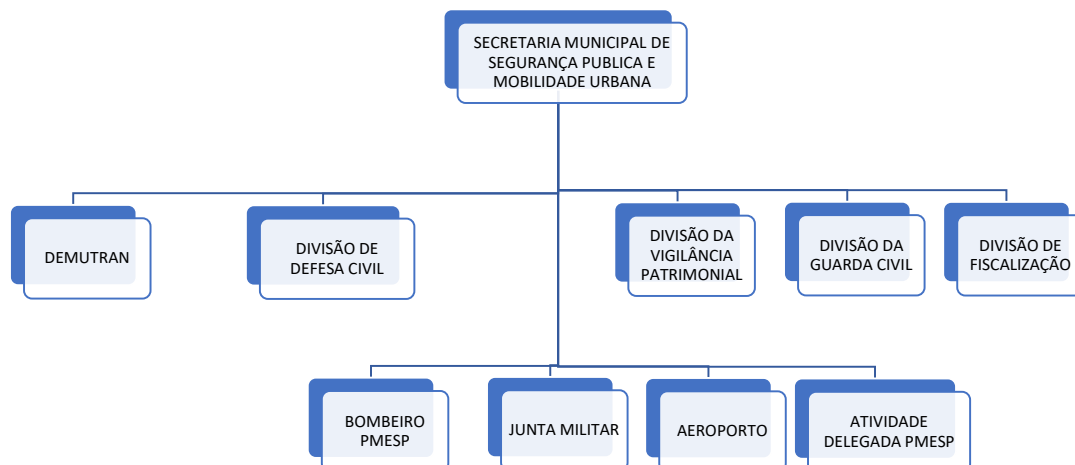 SECRETARIA MUNICIPAL DE
SEGURANÇA PUBLICA E
MOBILIDADE URBANA
DEMUTRAN
DIVISÃO DE
DEFESA CIVIL
DIVISÃO DA
VIGILÂNCIA
PATRIMONIAL
DIVISÃO DA
GUARDA CIVIL
DIVISÃO DE
FISCALIZAÇÃO
BOMBEIRO
PMESP
JUNTA MILITAR
AEROPORTO
ATIVIDADE
DELEGADA PMESP